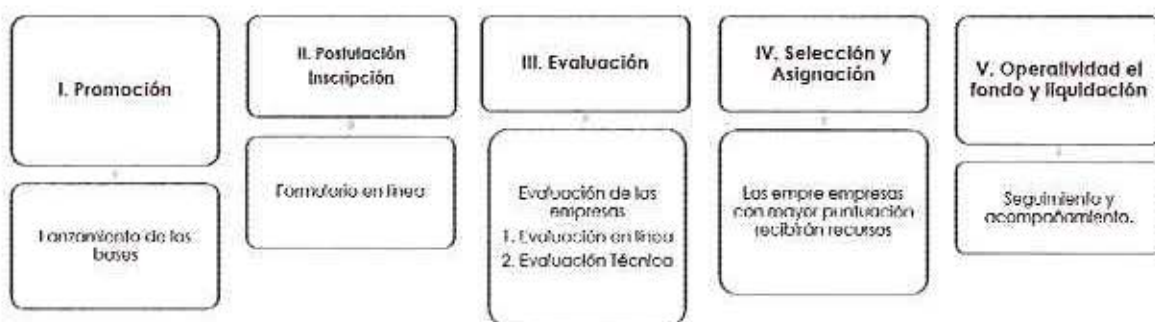 I. Promoción
Lanzamiento de las
bases
II. Postulación
Inscripción
Formulario en línea
III. Evaluación
Evaluación de las
empresas
1. Evaluación en línea
2. Evaluación Técnica
IV. Selección y
Asignación
Las empre empresas
con mayor puntuación
recibirán recursos
V. Operatividad el
fondo y liquidación
Seguimiento y
acompañamiento.